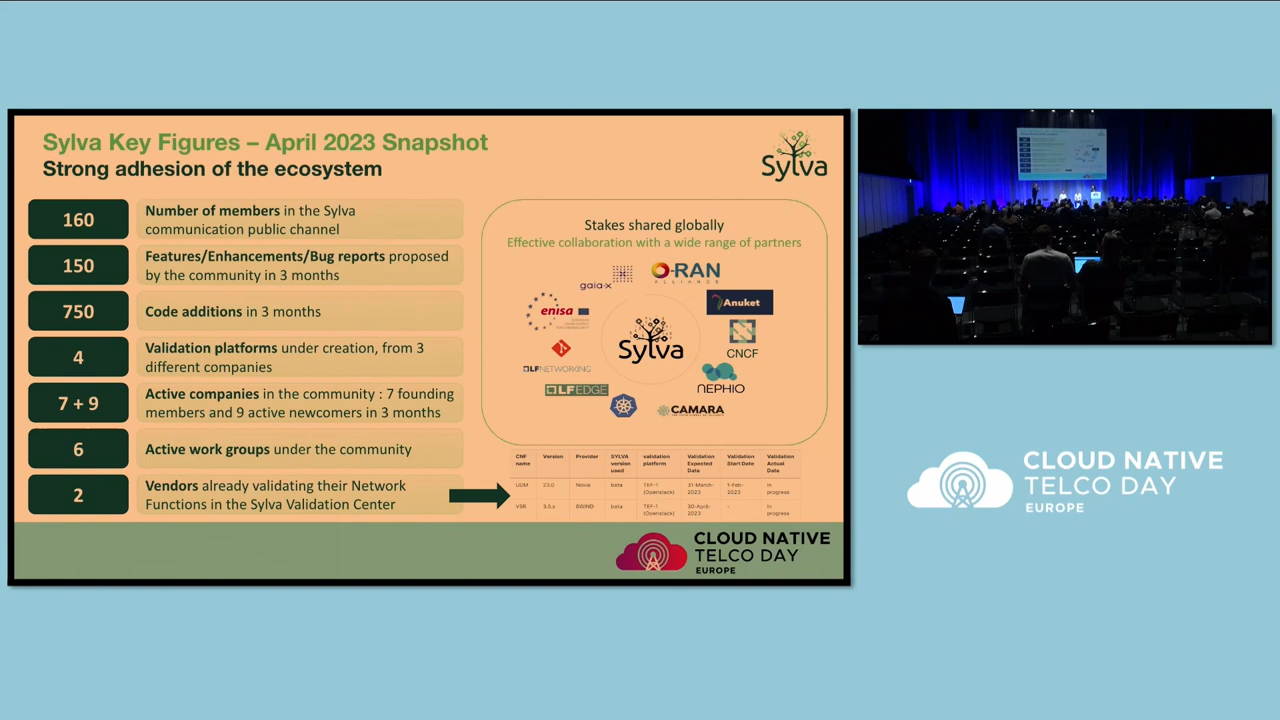 Sylva Key Figures – April 2023 Snapshot
Strong adhesion of the ecosystem
Sylva
160
Number of members in the Sylva
communication public channel
150
Features/Enhancements/Bug reports proposed
by the community in 3 months
750
Code additions in 3 months
4
Validation platforms under creation, from 3
different companies
7 + 9
Active companies in the community : 7 founding
members and 9 active newcomers in 3 months
6
Active work groups under the community
2
Vendors already validating their Network
Functions in the Sylva Validation Center
Stakes shared globally
Effective collaboration with a wide range of partners
gaia-x
O-RAN
ALLIANCE
enisa
Anuket
Sylva
CNCF
LFNETWORKING
NEPHIO
LFEDGE
CAMARA
CNF name Version Provider SYLVA version used validation platform Validation Expected Date Validation Start Date Validation Actual Date
UDM 23.0 Nokia beta TEF-1 (Openstack) 31-March-2023 1-Feb-2023 In progress
VSR 3.5.x 6WIND beta TEF-1 (Openstack) 30-April-2023 - In progress
CLOUD NATIVE
TELCO DAY
EUROPE
CLOUD NATIVE
TELCO DAY
EUROPE